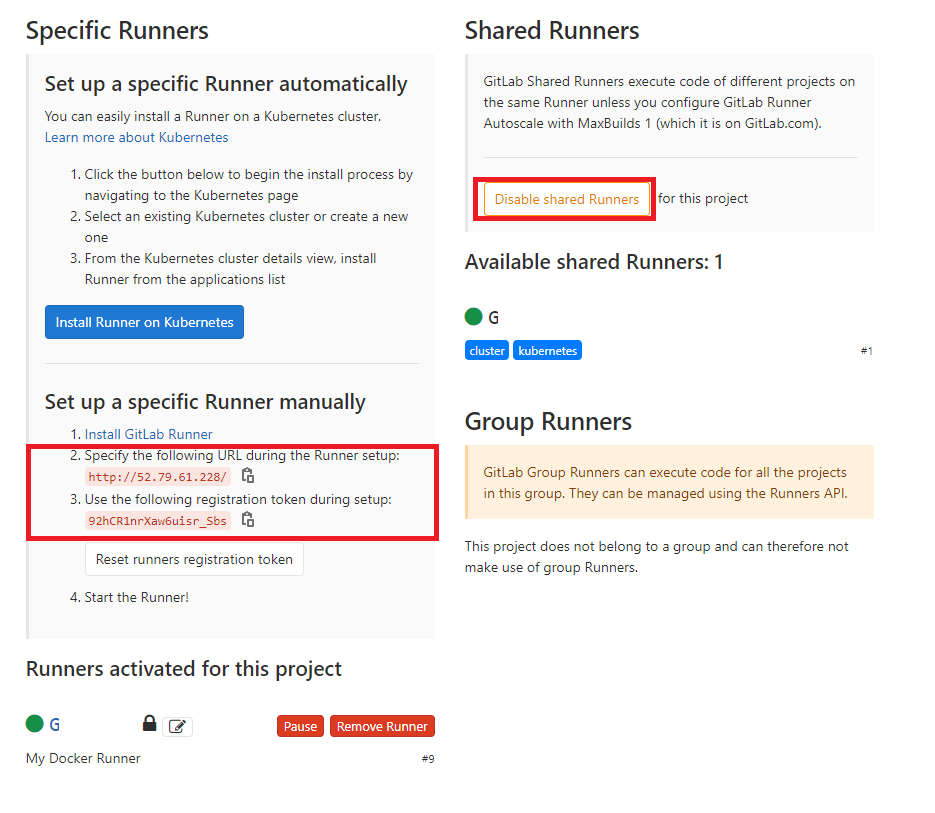 Specific Runners
Set up a specific Runner automatically
You can easily install a Runner on a Kubernetes cluster.
Learn more about Kubernetes
1. Click the button below to begin the install process by
navigating to the Kubernetes page
2. Select an existing Kubernetes cluster or create a new
one
3. From the Kubernetes cluster details view, install
Runner from the applications list
Install Runner on Kubernetes
Set up a specific Runner manually
1. Install GitLab Runner
2. Specify the following URL during the Runner setup:
http://52.79.61.228/
3. Use the following registration token during setup:
92hCR1nrXaw6uisr_Sbs
Reset runners registration token
4. Start the Runner!
Runners activated for this project
G
Pause
Remove Runner
My Docker Runner
#9
Shared Runners
GitLab Shared Runners execute code of different projects on
the same Runner unless you configure GitLab Runner
Autoscale with MaxBuilds 1 (which it is on GitLab.com).
Disable shared Runners for this project
Available shared Runners: 1
G
cluster kubernetes
#1
Group Runners
GitLab Group Runners can execute code for all the projects
in this group. They can be managed using the Runners API.
This project does not belong to a group and can therefore not
make use of group Runners.